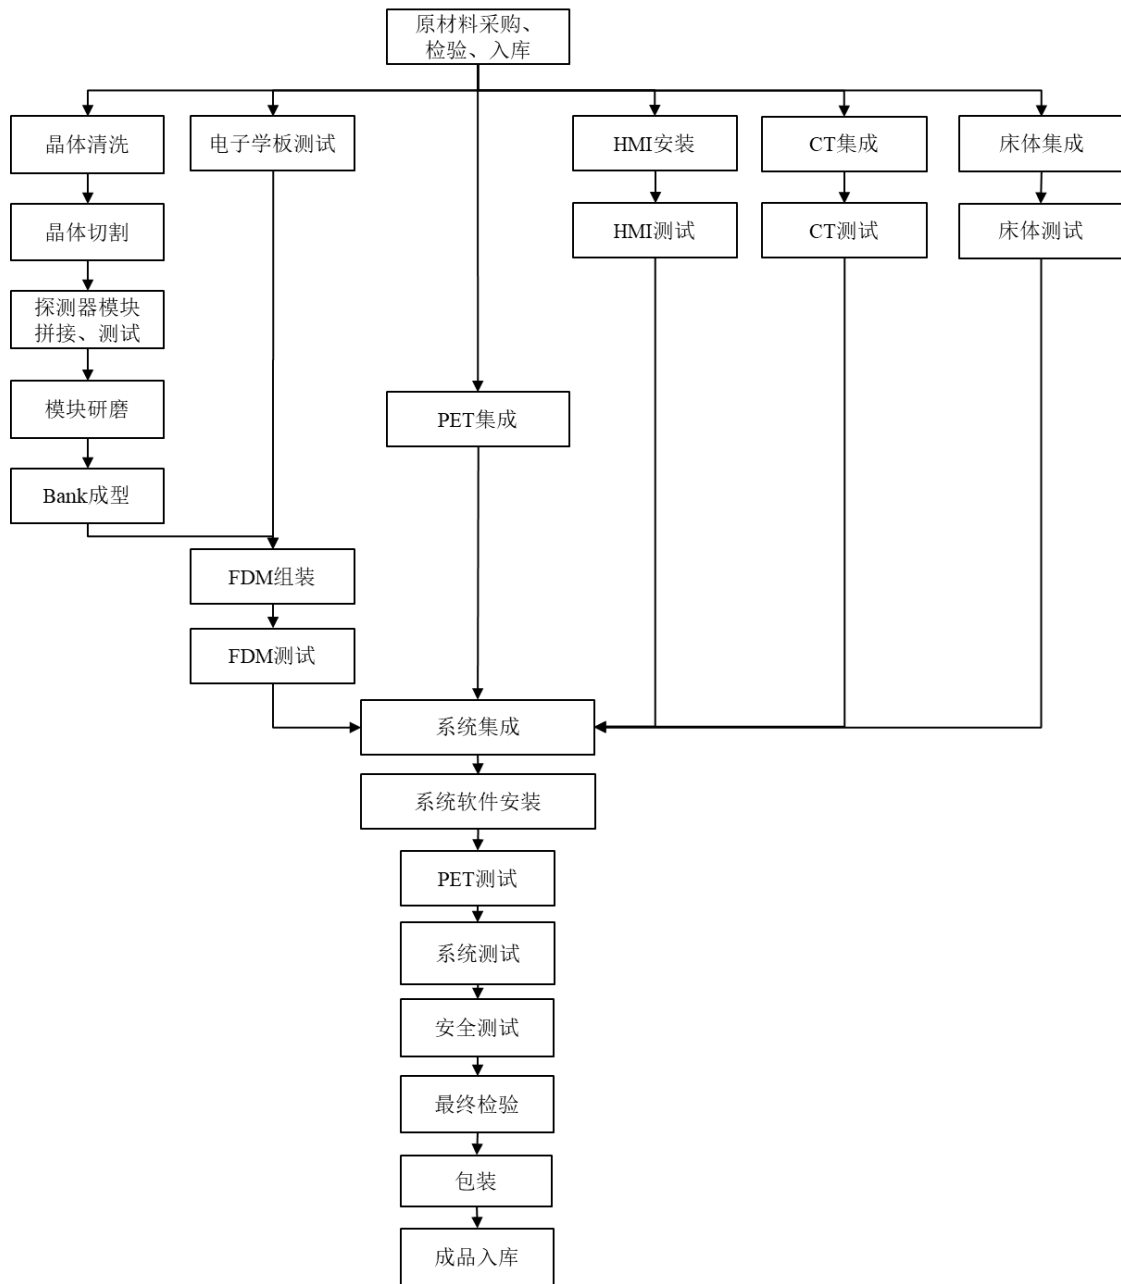 原材料采购、
检验、入库
晶体清洗
电子学板测试
HMI安装
CT集成
床体集成
晶体切割
HMI测试
CT测试
床体测试
探测器模块
拼接、测试
模块研磨
PET集成
Bank成型
FDM组装
FDM测试
系统集成
系统软件安装
PET测试
系统测试
安全测试
最终检验
包装
成品入库